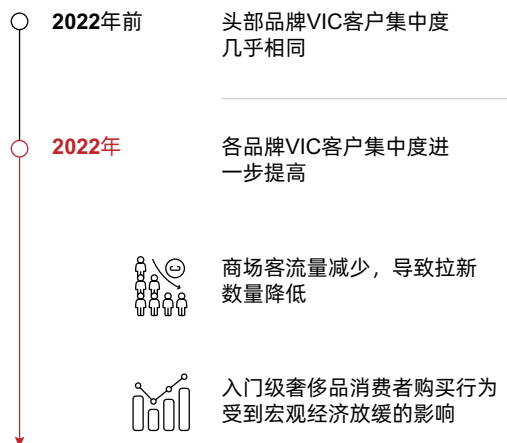 2022年前
头部品牌VIC客户集中度
几乎相同
2022年
各品牌VIC客户集中度进
一步提高
商场客流量减少，导致拉新
数量降低
入门级奢侈品消费者购买行为
受到宏观经济放缓的影响